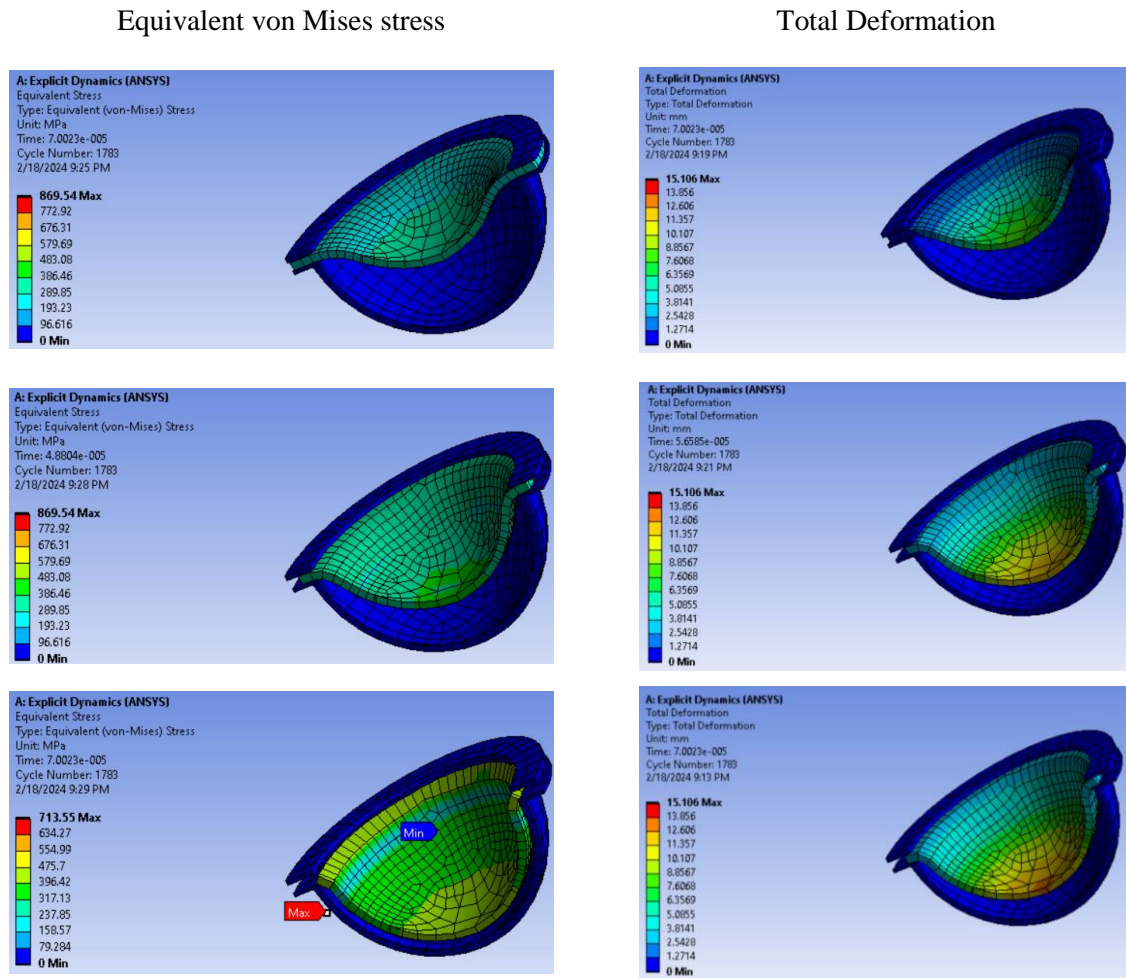 Equivalent von Mises stress
Total Deformation
A: Explicit Dynamics (ANSYS)
Equivalent Stress
Type: Equivalent (von-Mises) Stress
Unit: MPa
Time: 7.0023e-005
Cycle Number: 1783
2/18/2024 9:25 PM
869.54 Max
772.92
676.31
579.69
483.08
386.46
289.85
193.23
96.616
0 Min
A: Explicit Dynamics (ANSYS)
Total Deformation
Type: Total Deformation
Unit: mm
Time: 7.0023e-005
Cycle Number: 1783
2/18/2024 9:19 PM
15.106 Max
13.856
12.606
11.357
10.107
8.8567
7.6068
6.3569
5.0855
3.8141
2.5428
1.2714
0 Min
A: Explicit Dynamics (ANSYS)
Equivalent Stress
Type: Equivalent (von-Mises) Stress
Unit: MPa
Time: 4.8804e-005
Cycle Number: 1783
2/18/2024 9:28 PM
869.54 Max
772.92
676.31
579.69
483.08
386.46
289.85
193.23
96.616
0 Min
A: Explicit Dynamics (ANSYS)
Total Deformation
Type: Total Deformation
Unit: mm
Time: 5.6585e-005
Cycle Number: 1783
2/18/2024 9:21 PM
15.106 Max
13.856
12.606
11.357
10.107
8.8567
7.6068
6.3569
5.0855
3.8141
2.5428
1.2714
0 Min
A: Explicit Dynamics (ANSYS)
Equivalent Stress
Type: Equivalent (von-Mises) Stress
Unit: MPa
Time: 7.0023e-005
Cycle Number: 1783
2/18/2024 9:29 PM
713.55 Max
634.27
554.99
475.7
396.42
317.13
237.85
158.57
79.284
0 Min
Min
Max
A: Explicit Dynamics (ANSYS)
Total Deformation
Type: Total Deformation
Unit: mm
Time: 7.0023e-005
Cycle Number: 1783
2/18/2024 9:13 PM
15.106 Max
13.856
12.606
11.357
10.107
8.8567
7.6068
6.3569
5.0855
3.8141
2.5428
1.2714
0 Min